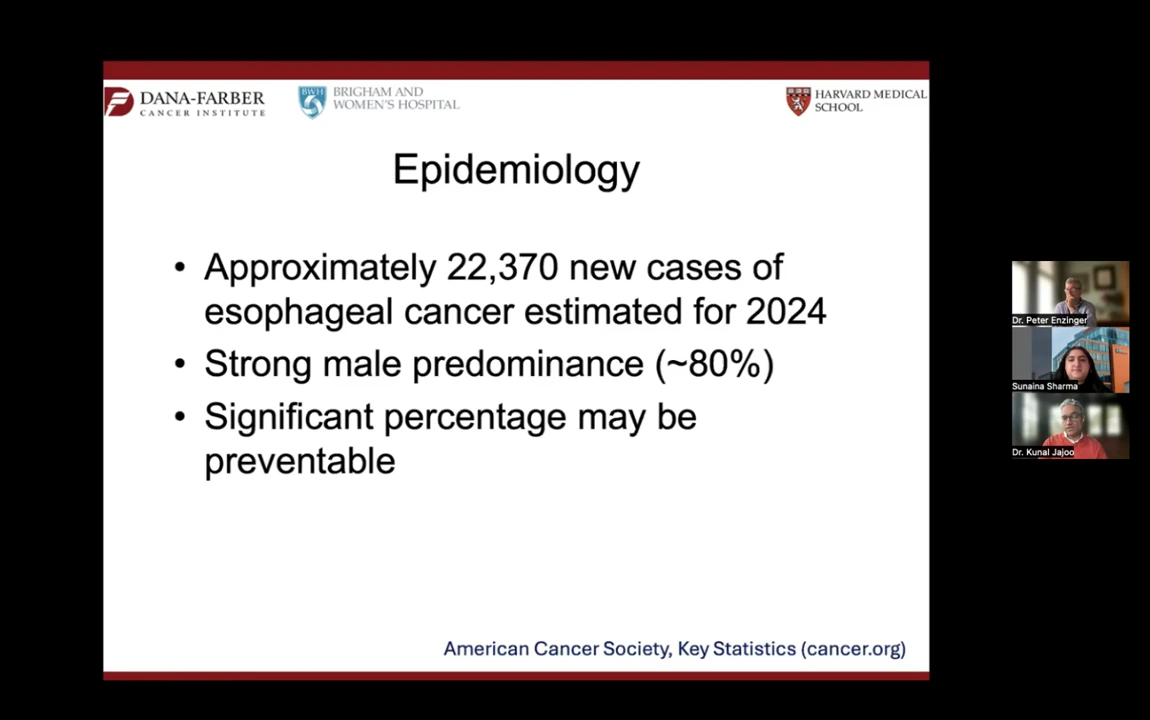 DANA-FARBER
CANCER INSTITUTE
BWH
BRIGHAM AND
WOMEN'S HOSPITAL
HARVARD MEDICAL
SCHOOL
Epidemiology
• Approximately 22,370 new cases of
esophageal cancer estimated for 2024
• Strong male predominance (~80%)
• Significant percentage may be
preventable
American Cancer Society, Key Statistics (cancer.org)
Dr. Peter Enzinger
Sunaina Sharma
Dr. Kunal Jajoo